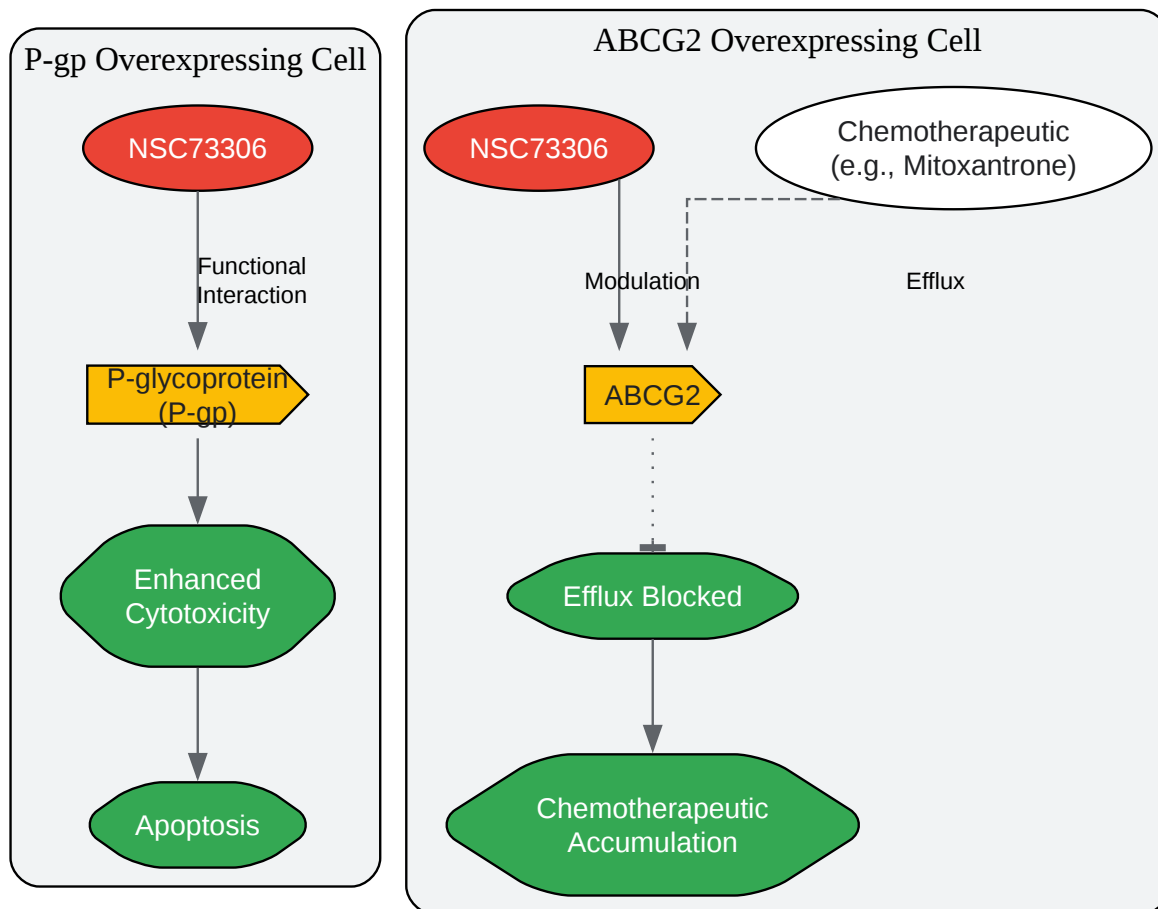 P-gp Overexpressing Cell
NSC73306
Functional
Interaction
P-glycoprotein
(P-gp)
Enhanced
Cytotoxicity
Apoptosis
ABCG2 Overexpressing Cell
NSC73306
Chemotherapeutic
(e.g., Mitoxantrone)
Modulation
Efflux
ABCG2
Efflux Blocked
Chemotherapeutic
Accumulation